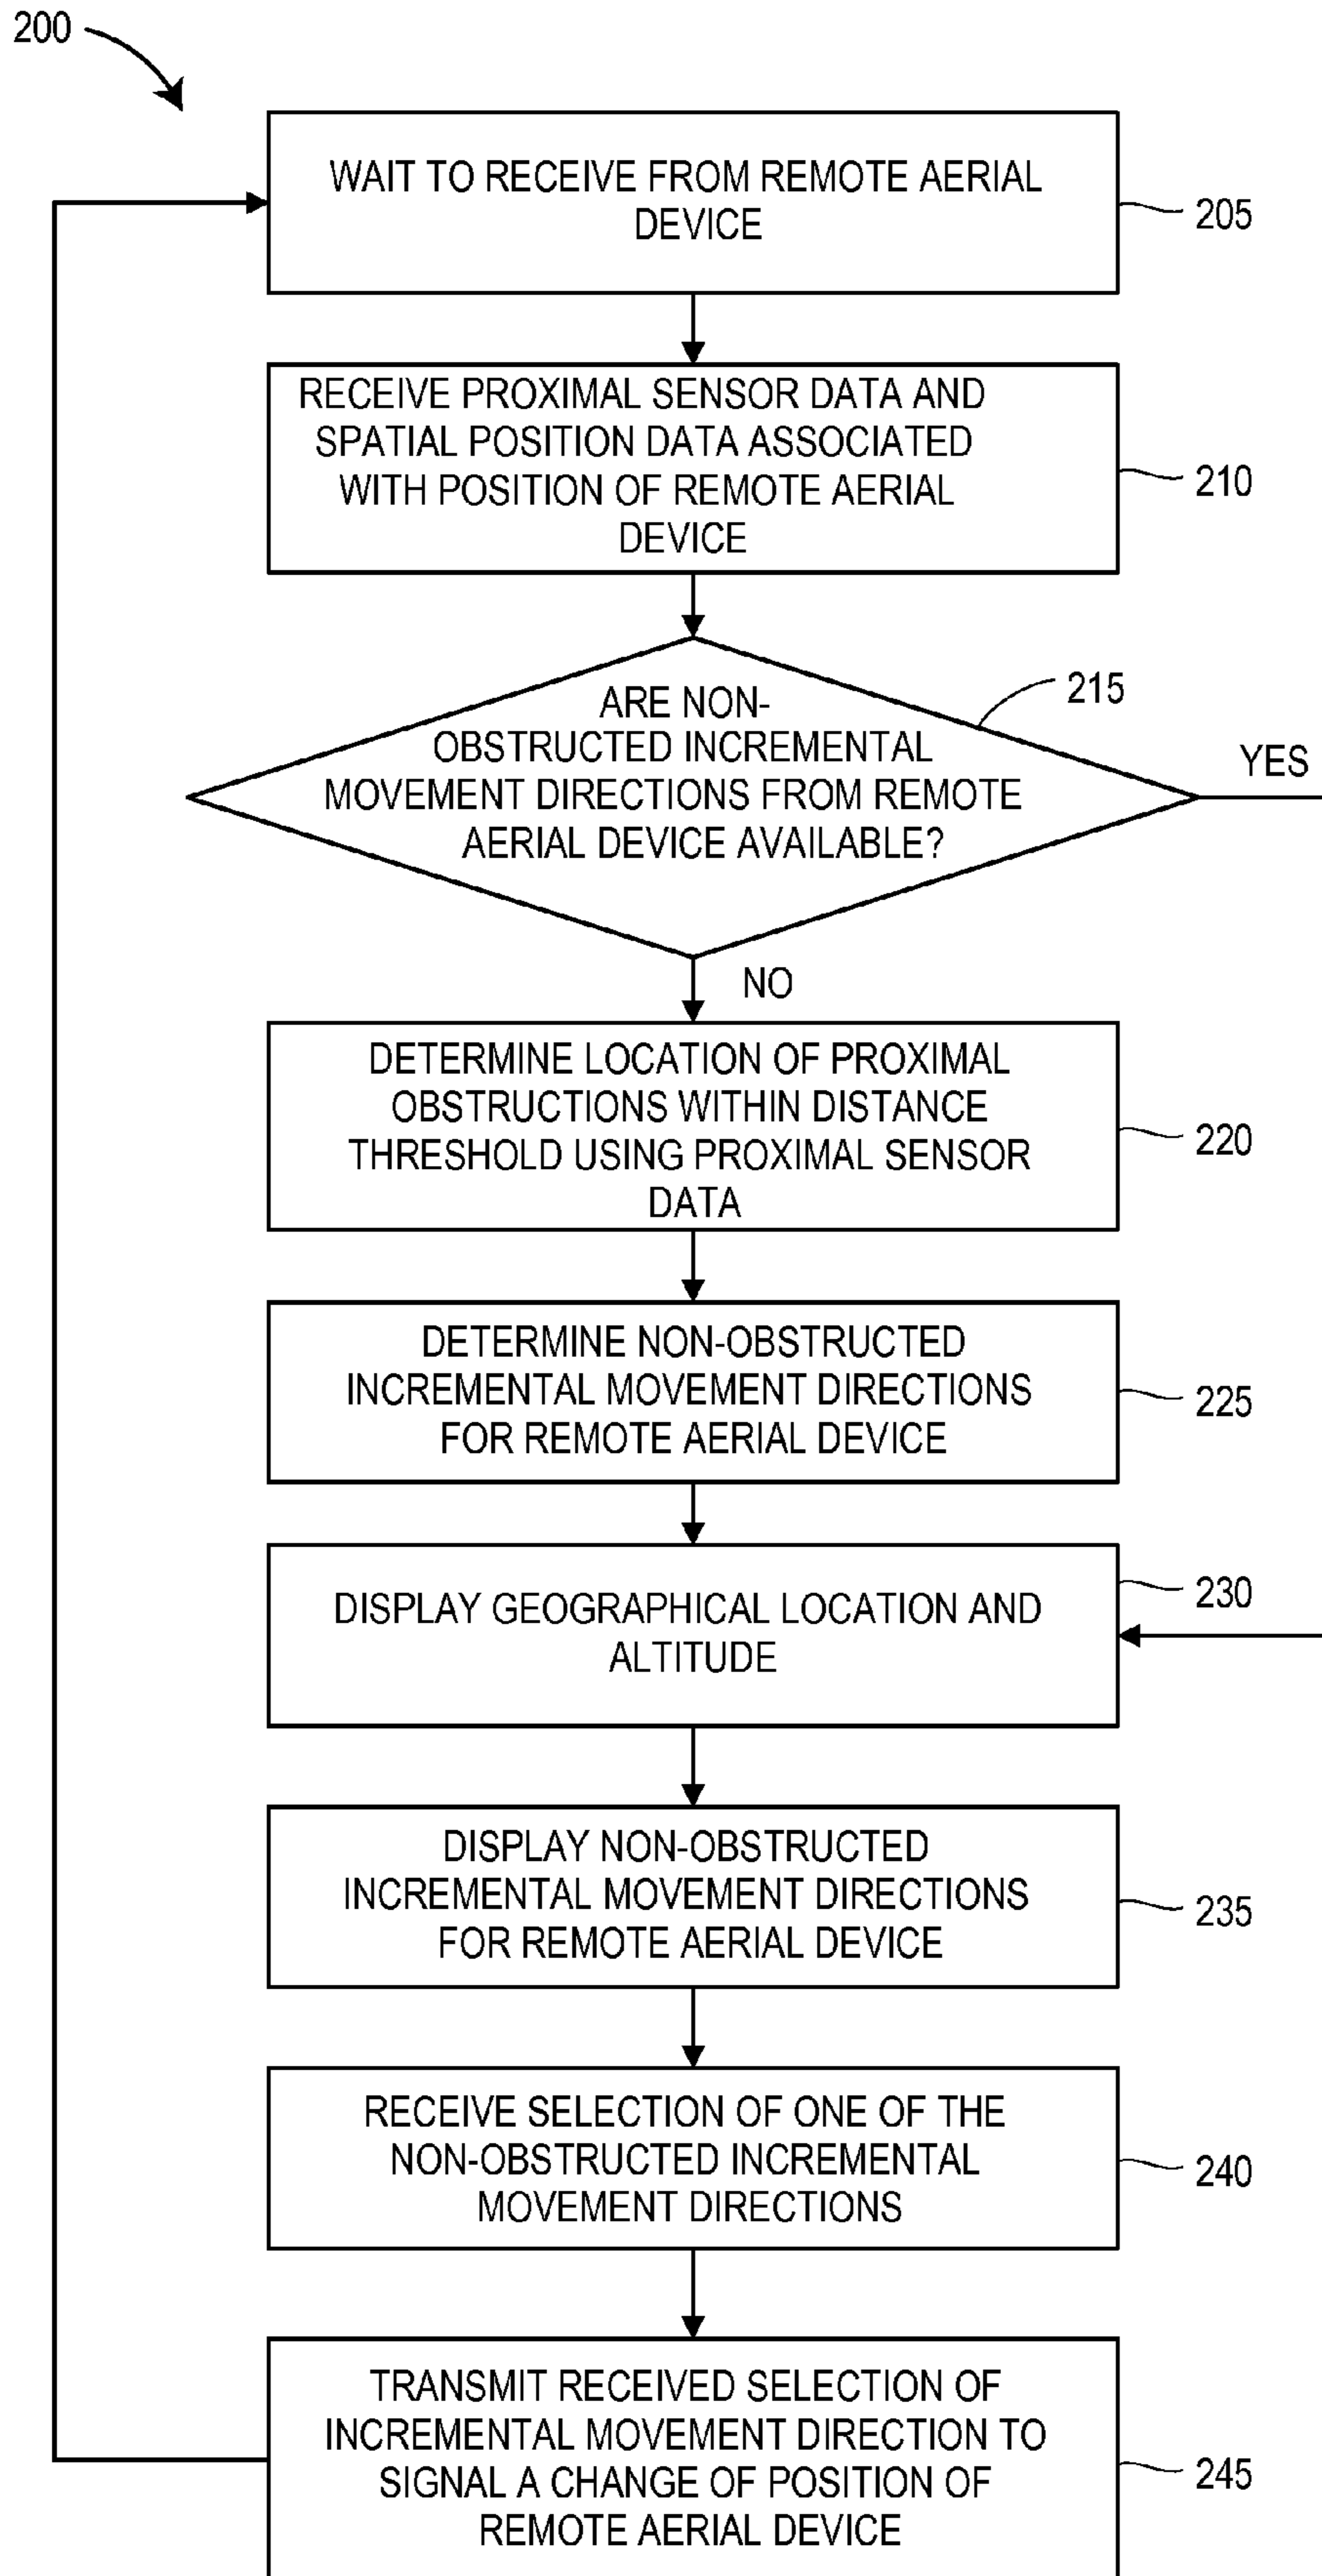 200
WAIT TO RECEIVE FROM REMOTE AERIAL
DEVICE
205
RECEIVE PROXIMAL SENSOR DATA AND
SPATIAL POSITION DATA ASSOCIATED
WITH POSITION OF REMOTE AERIAL
DEVICE
210
ARE NON-
OBSTRUCTED INCREMENTAL
MOVEMENT DIRECTIONS FROM REMOTE
AERIAL DEVICE AVAILABLE?
215
YES
NO
DETERMINE LOCATION OF PROXIMAL
OBSTRUCTIONS WITHIN DISTANCE
THRESHOLD USING PROXIMAL SENSOR
DATA
220
DETERMINE NON-OBSTRUCTED
INCREMENTAL MOVEMENT DIRECTIONS
FOR REMOTE AERIAL DEVICE
225
DISPLAY GEOGRAPHICAL LOCATION AND
ALTITUDE
230
DISPLAY NON-OBSTRUCTED
INCREMENTAL MOVEMENT DIRECTIONS
FOR REMOTE AERIAL DEVICE
235
RECEIVE SELECTION OF ONE OF THE
NON-OBSTRUCTED INCREMENTAL
MOVEMENT DIRECTIONS
240
TRANSMIT RECEIVED SELECTION OF
INCREMENTAL MOVEMENT DIRECTION TO
SIGNAL A CHANGE OF POSITION OF
REMOTE AERIAL DEVICE
245